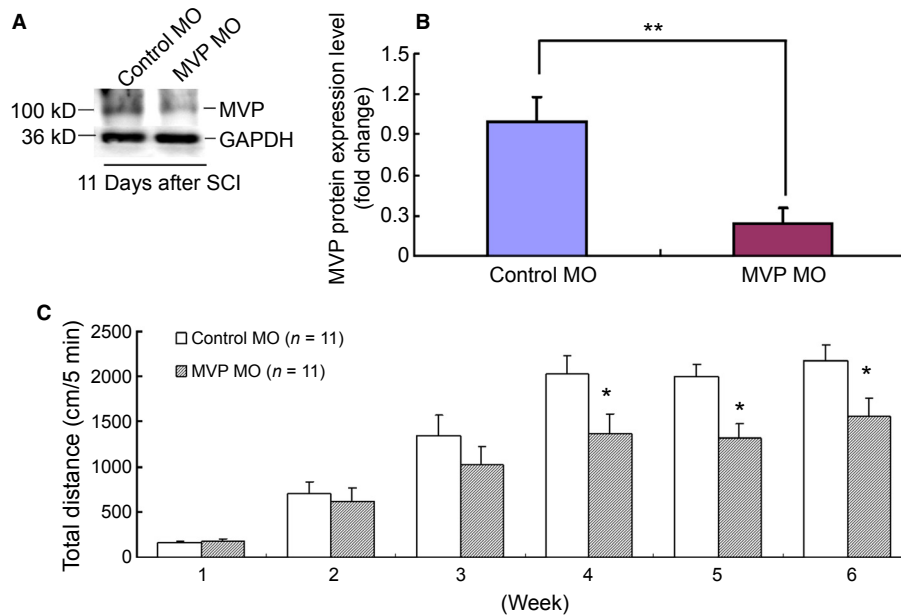 A
Control MO
MVP MO
100 kD
MVP
36 kD
GAPDH
11 Days after SCI
B
MVP protein expression level
(fold change)
1.5
1.2
0.9
0.6
0.3
0
**
Control MO
MVP MO
C
Total distance (cm/5 min)
2500
2000
1500
1000
500
0
Control MO (n = 11)
MVP MO (n = 11)
*
*
*
1
2
3
4
5
6
(Week)